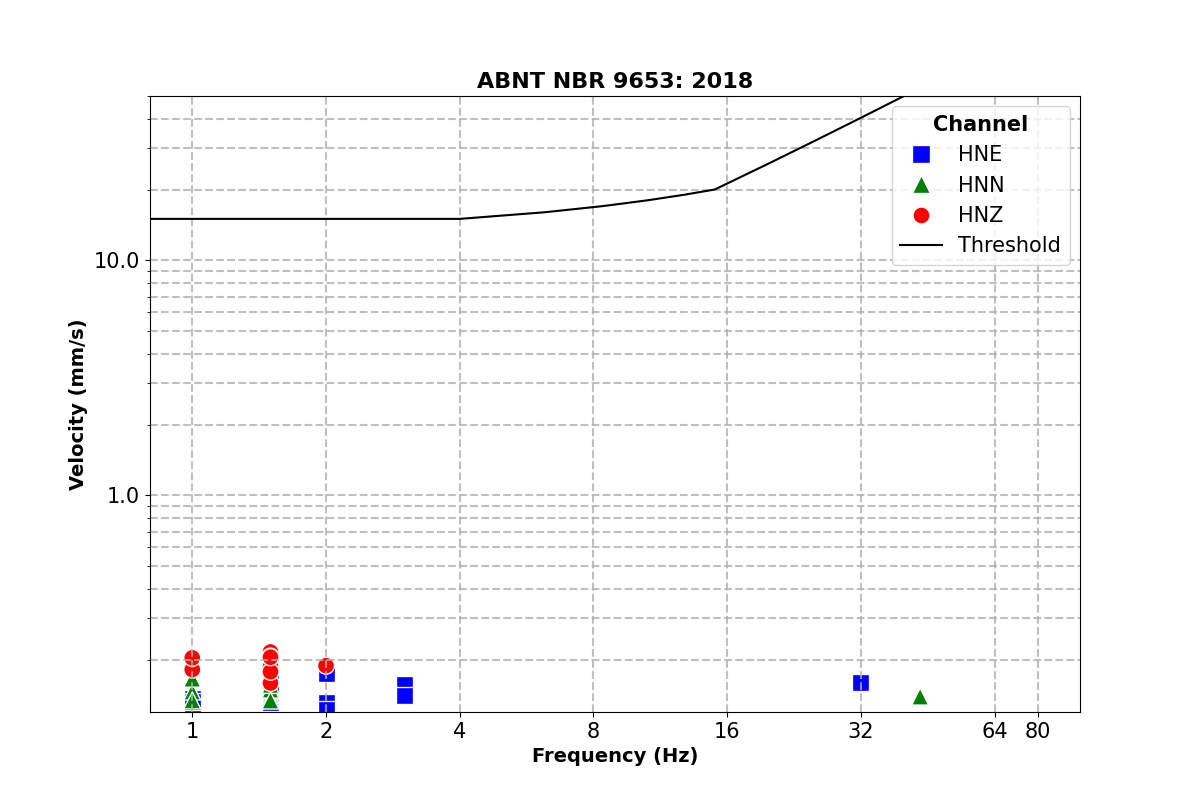 ABNT NBR 9653: 2018
Channel
HNE
HNN
HNZ
Threshold
10.0
1.0
Velocity (mm/s)
1 2 4 8 16 32 64 80
Frequency (Hz)